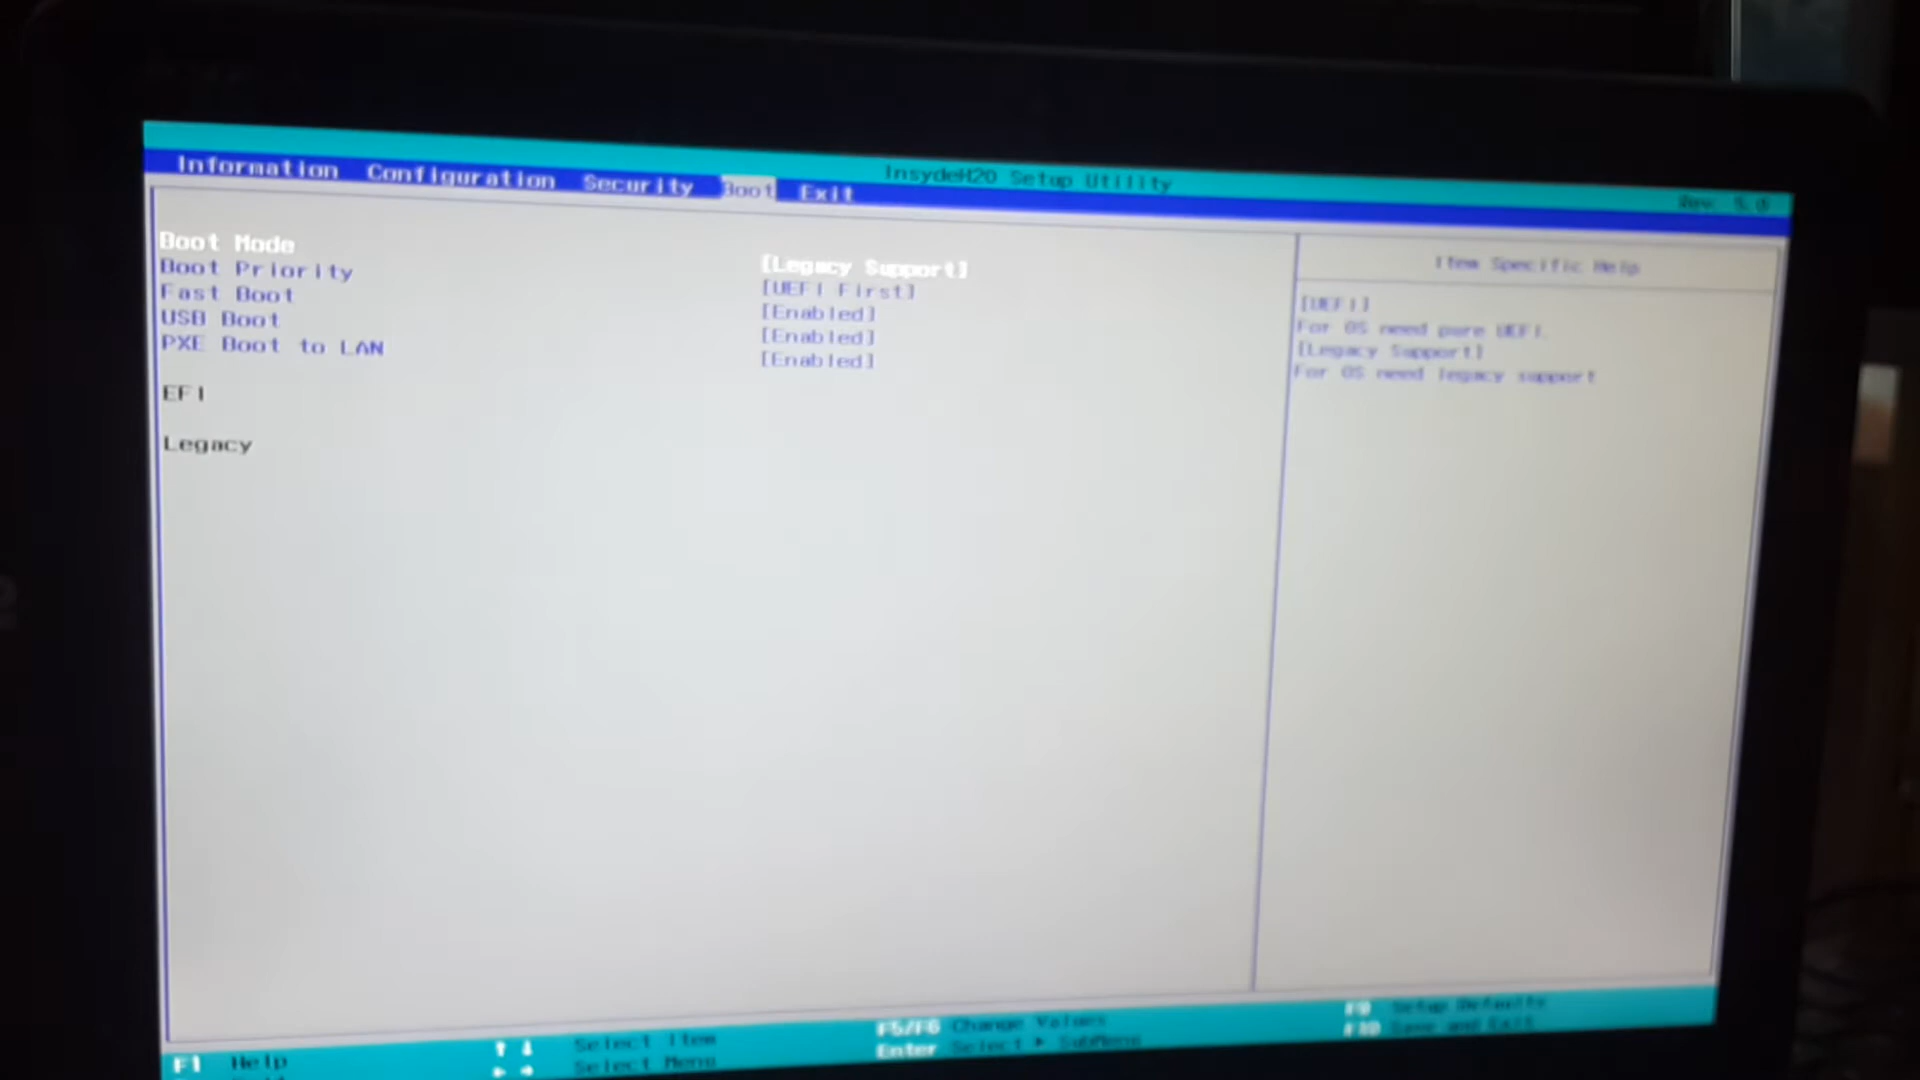 InsydeH20 Setup Utility
Rev. 5.0
Information Configuration Security Boot Exit
Boot Mode [Legacy Support]
Boot Priority [UEFI First]
Fast Boot [Enabled]
USB Boot [Enabled]
PXE Boot to LAN [Enabled]
EFI
Legacy
Item Specific Help
[UEFI]
For OS need pure UEFI.
[Legacy Support]
For OS need legacy support
F1 Help
Select Item
Select Menu
F5/F6 Change Values
Enter Select ▶ SubMenu
F9 Setup Defaults
F10 Save and Exit